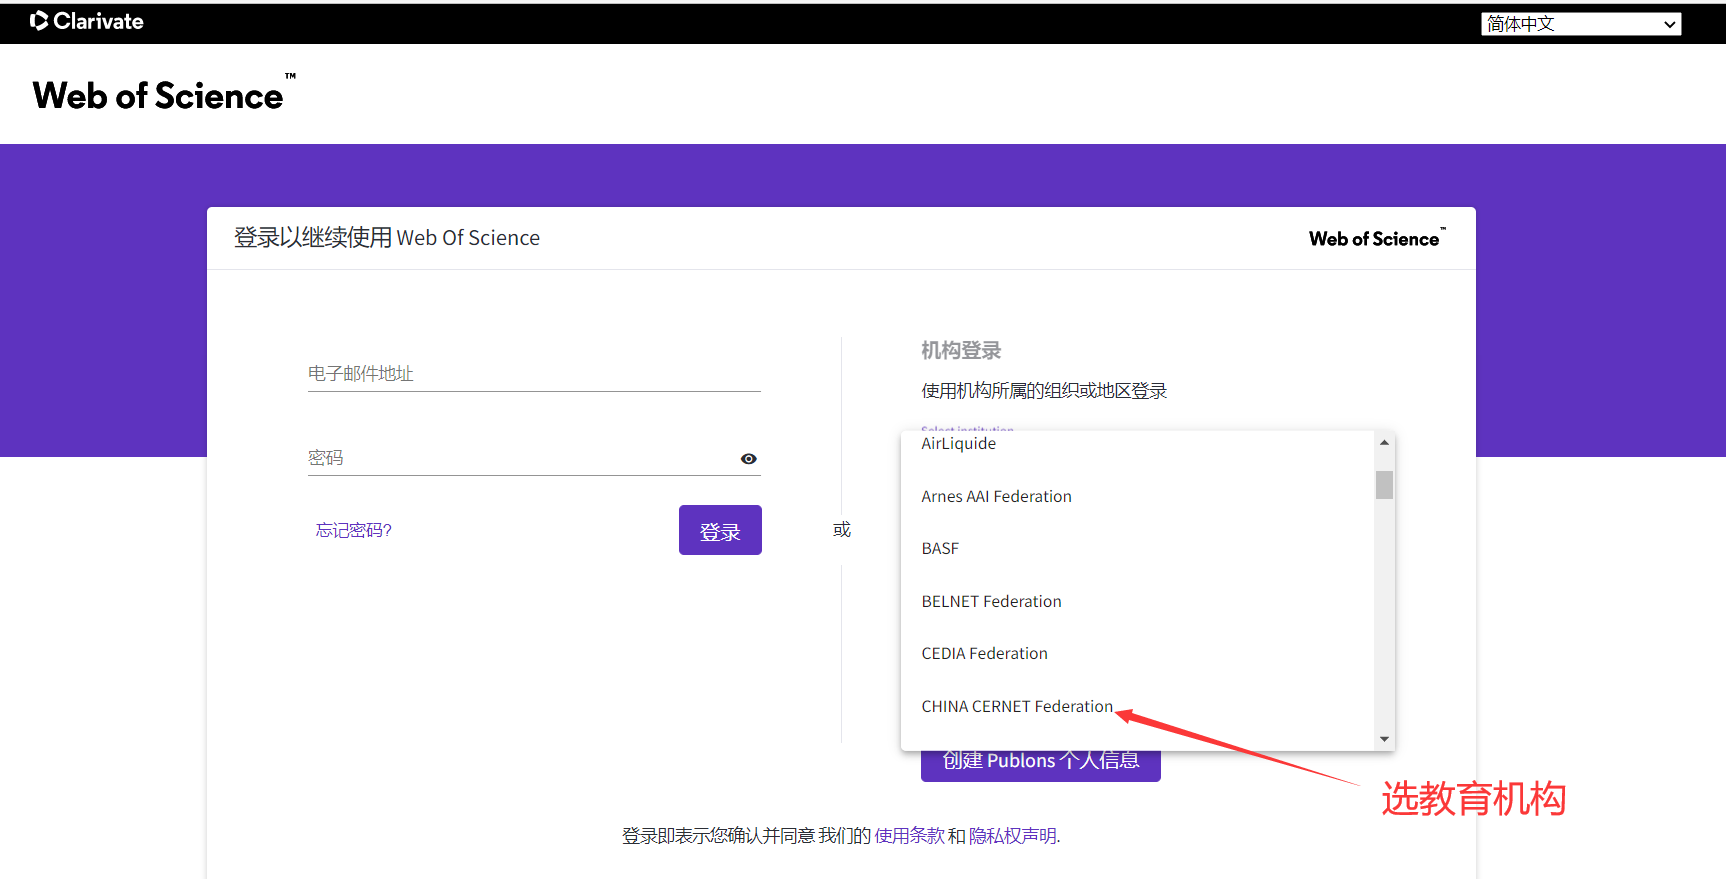 Clarivate
简体中文
Web of Science™
登录以继续使用 Web Of Science
Web of Science™
机构登录
电子邮件地址
使用机构所属的组织或地区登录
Select institution
AirLiquide
密码
Arnes AAI Federation
忘记密码?
登录
或
BASF
BELNET Federation
CEDIA Federation
CHINA CERNET Federation
创建 Publons 个人信息
选教育机构
登录即表示您确认并同意 我们的 使用条款 和 隐私权声明.